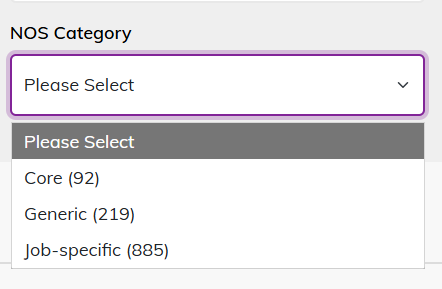 NOS Category
Please Select
Please Select
Core (92)
Generic (219)
Job-specific (885)